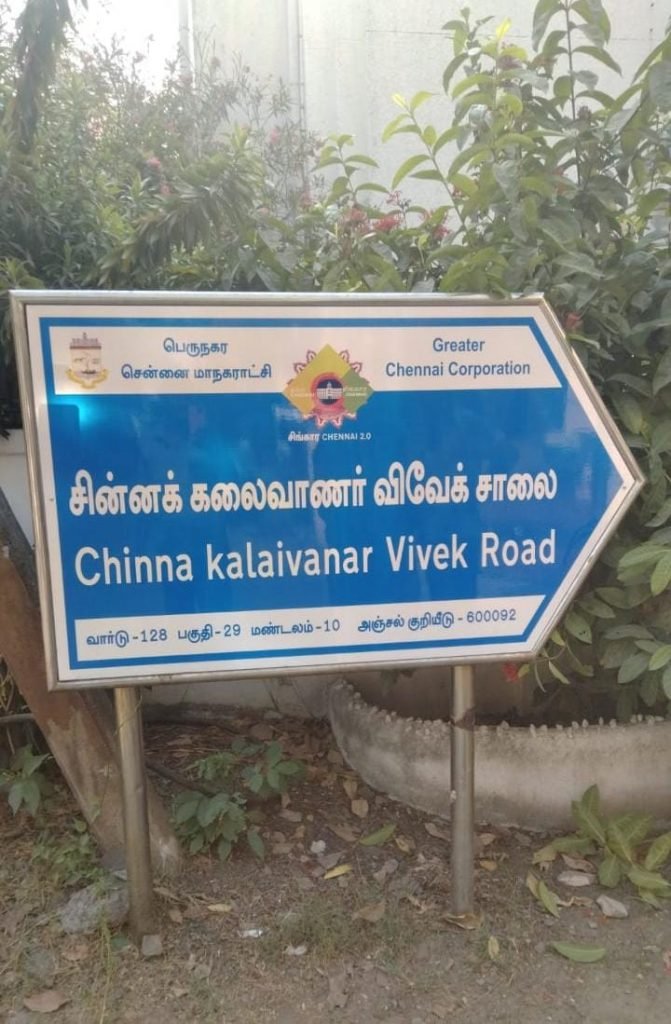 பெருநகர
சென்னை மாநகராட்சி
Greater
Chennai Corporation
சிங்கார CHENNAI 2.0
சின்னக் கலைவாணர் விவேக் சாலை
Chinna kalaivanar Vivek Road
வார்டு -128 பகுதி -29 மண்டலம் -10 அஞ்சல் குறியீடு -600092